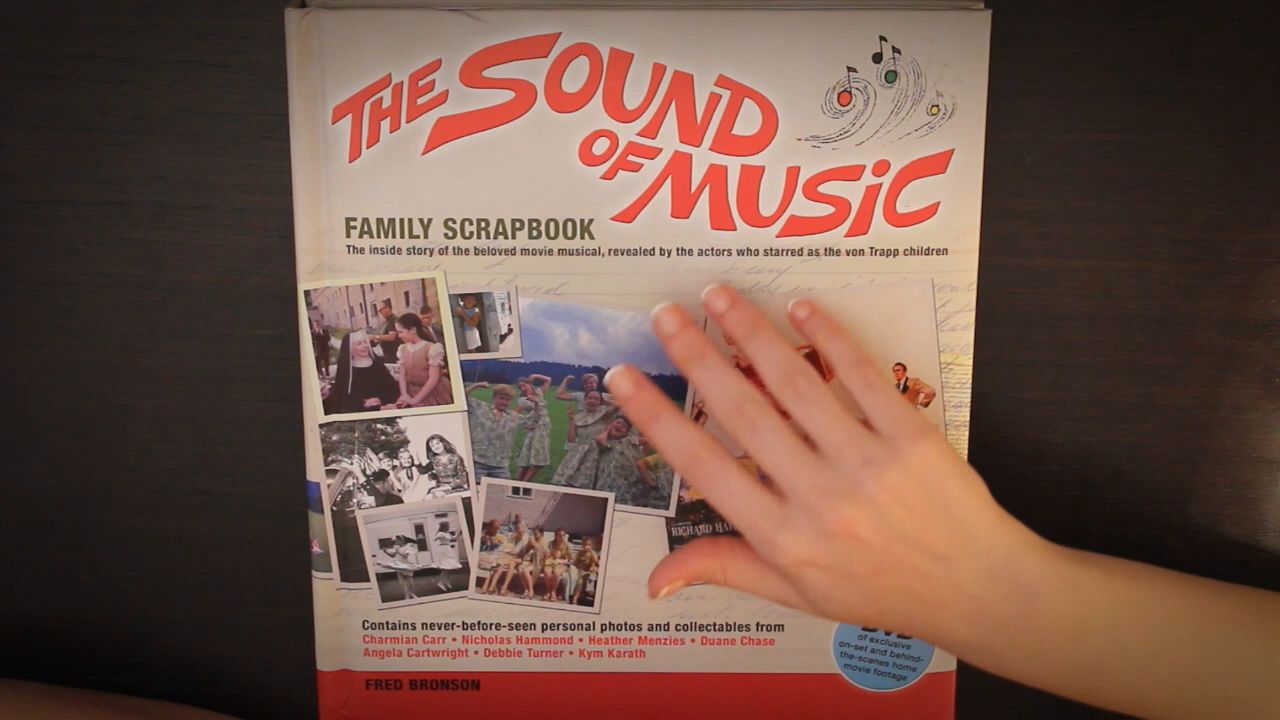 THE SOUND
OF MUSiC
FAMILY SCRAPBOOK
The inside story of the beloved movie musical, revealed by the actors who starred as the von Trapp children
RICHARD
Contains never-before-seen personal photos and collectables from
Charmian Carr • Nicholas Hammond • Heather Menzies • Duane Chase
Angela Cartwright • Debbie Turner • Kym Karath
DVD
of exclusive
on-set and behind-
the-scenes home
movie footage
FRED BRONSON